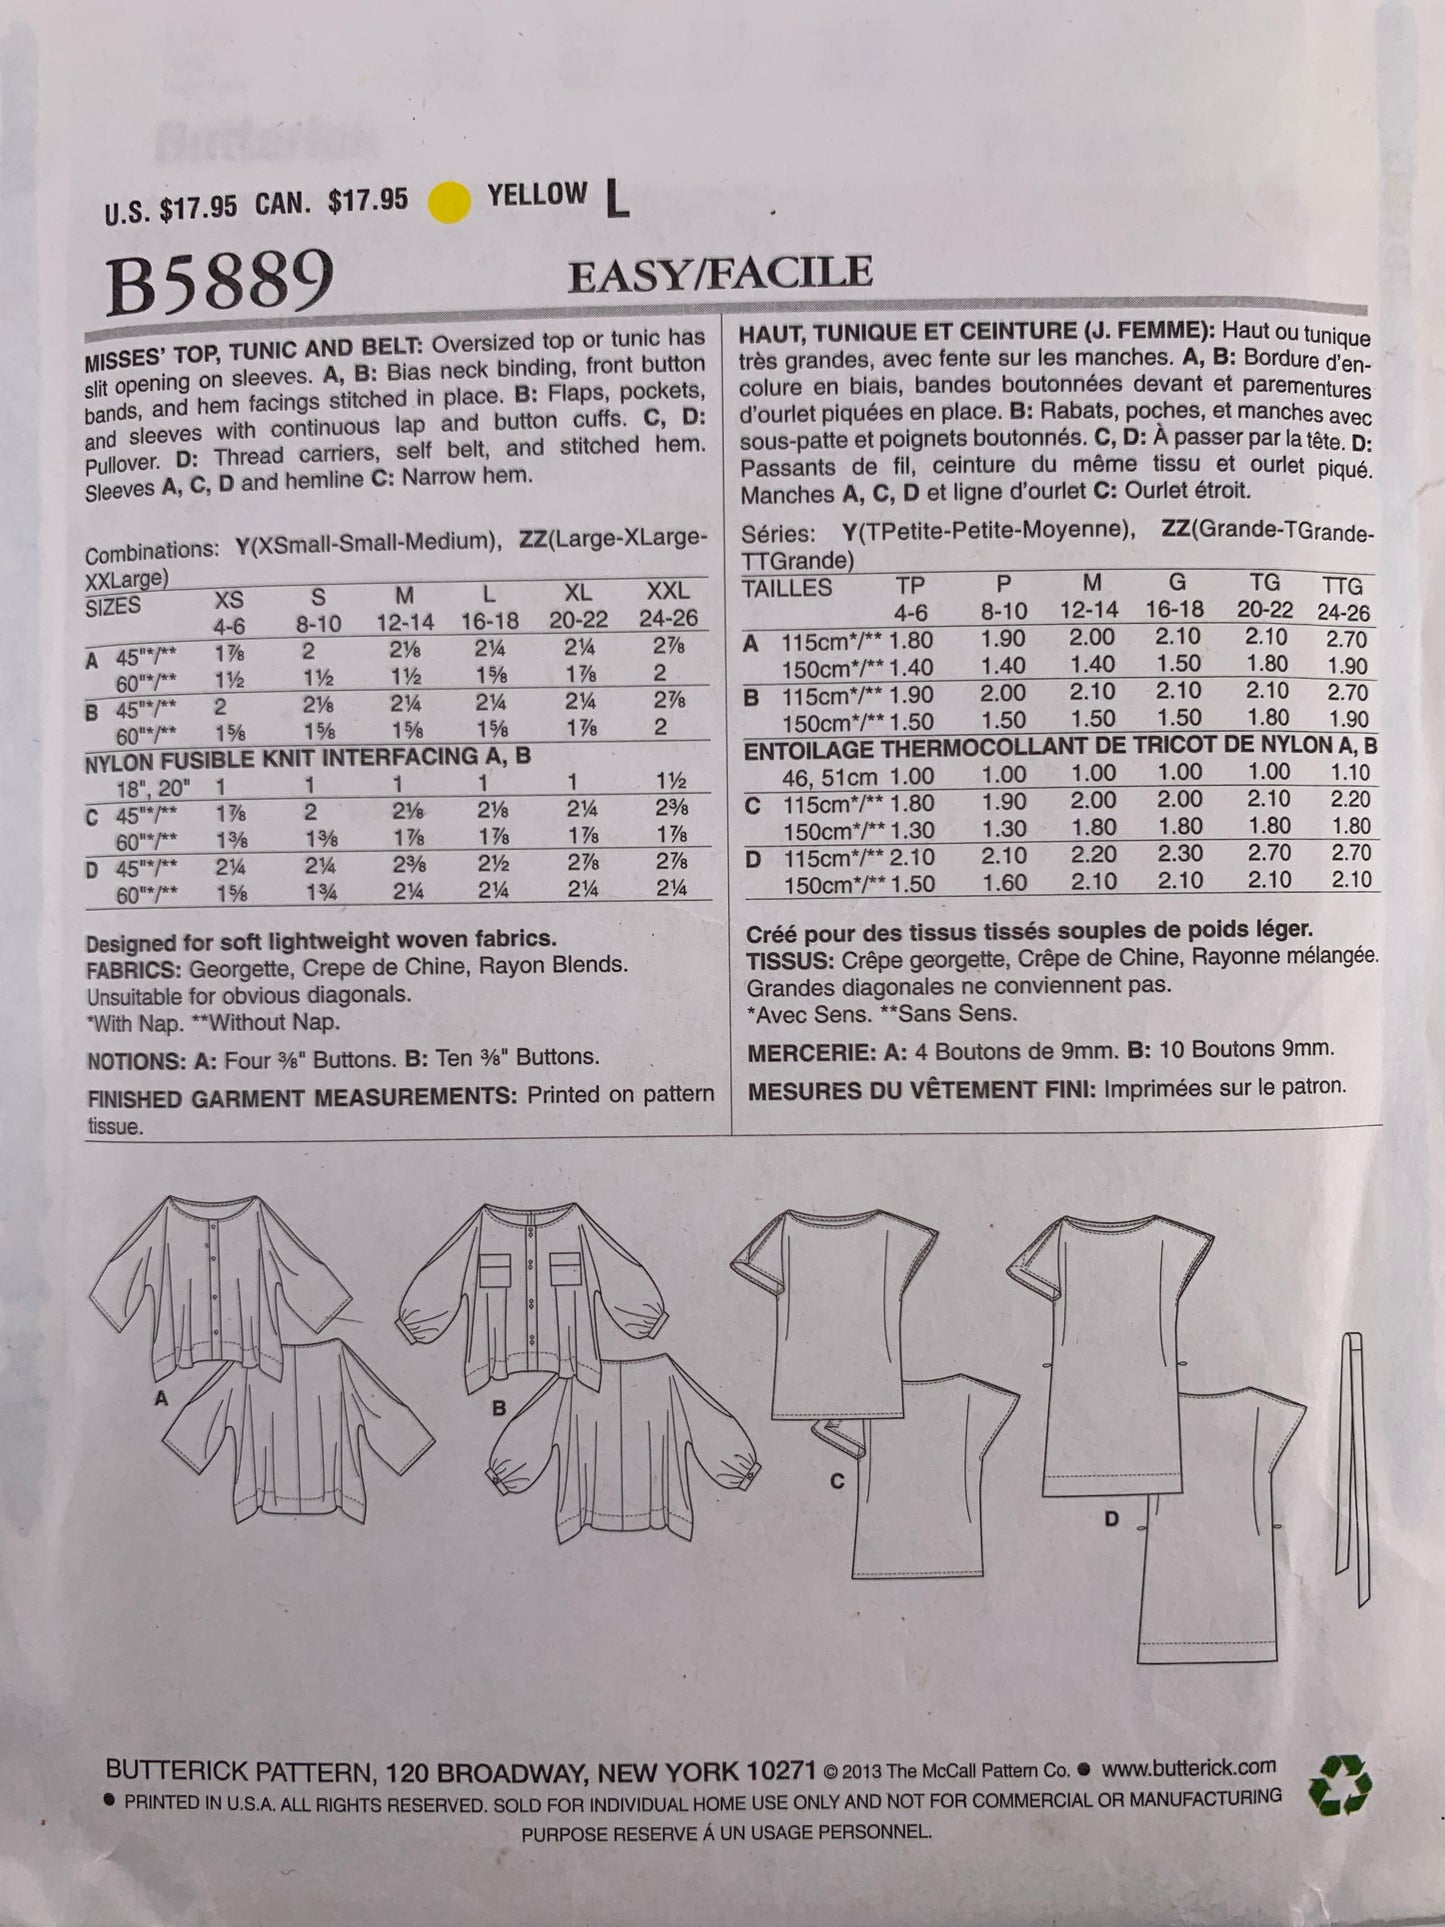 U.S. $17.95 CAN. $17.95 YELLOW L
B5889 EASY/FACILE
MISSES' TOP, TUNIC AND BELT: Oversized top or tunic has
slit opening on sleeves. A, B: Bias neck binding, front button
bands, and hem facings stitched in place. B: Flaps, pockets,
and sleeves with continuous lap and button cuffs. C, D:
Pullover. D: Thread carriers, self belt, and stitched hem.
Sleeves A, C, D and hemline C: Narrow hem.
Combinations: Y(XSmall-Small-Medium), ZZ(Large-XLarge-
XXLarge)
SIZES XS S M L XL XXL
4-6 8-10 12-14 16-18 20-22 24-26
A 45"*/** 1⅞ 2 2⅛ 2¼ 2¼ 2⅞
60"*/** 1½ 1½ 1½ 1⅝ 1⅞ 2
B 45"*/** 2 2⅛ 2¼ 2¼ 2¼ 2⅞
60"*/** 1⅝ 1⅝ 1⅝ 1⅝ 1⅞ 2
NYLON FUSIBLE KNIT INTERFACING A, B
18", 20" 1 1 1 1 1 1½
C 45"*/** 1⅞ 2 2⅛ 2⅛ 2¼ 2⅜
60"*/** 1⅜ 1⅜ 1⅞ 1⅞ 1⅞ 1⅞
D 45"*/** 2¼ 2¼ 2⅜ 2½ 2⅞ 2⅞
60"*/** 1⅝ 1¾ 2¼ 2¼ 2¼ 2¼
Designed for soft lightweight woven fabrics.
FABRICS: Georgette, Crepe de Chine, Rayon Blends.
Unsuitable for obvious diagonals.
*With Nap. **Without Nap.
NOTIONS: A: Four ⅜" Buttons. B: Ten ⅜" Buttons.
FINISHED GARMENT MEASUREMENTS: Printed on pattern
tissue.
HAUT, TUNIQUE ET CEINTURE (J. FEMME): Haut ou tunique
très grandes, avec fente sur les manches. A, B: Bordure d'en-
colure en biais, bandes boutonnées devant et parementures
d'ourlet piquées en place. B: Rabats, poches, et manches avec
sous-patte et poignets boutonnés. C, D: À passer par la tête. D:
Passants de fil, ceinture du même tissu et ourlet piqué.
Manches A, C, D et ligne d'ourlet C: Ourlet étroit.
Séries: Y(TPetite-Petite-Moyenne), ZZ(Grande-TGrande-
TTGrande)
TAILLES TP P M G TG TTG
4-6 8-10 12-14 16-18 20-22 24-26
A 115cm*/** 1.80 1.90 2.00 2.10 2.10 2.70
150cm*/** 1.40 1.40 1.40 1.50 1.80 1.90
B 115cm*/** 1.90 2.00 2.10 2.10 2.10 2.70
150cm*/** 1.50 1.50 1.50 1.50 1.80 1.90
ENTOILAGE THERMOCOLLANT DE TRICOT DE NYLON A, B
46, 51cm 1.00 1.00 1.00 1.00 1.00 1.10
C 115cm*/** 1.80 1.90 2.00 2.00 2.10 2.20
150cm*/** 1.30 1.30 1.80 1.80 1.80 1.80
D 115cm*/** 2.10 2.10 2.20 2.30 2.70 2.70
150cm*/** 1.50 1.60 2.10 2.10 2.10 2.10
Créé pour des tissus tissés souples de poids léger.
TISSUS: Crêpe georgette, Crêpe de Chine, Rayonne mélangée.
Grandes diagonales ne conviennent pas.
*Avec Sens. **Sans Sens.
MERCERIE: A: 4 Boutons de 9mm. B: 10 Boutons 9mm.
MESURES DU VÊTEMENT FINI: Imprimées sur le patron.
A
B
C
D
BUTTERICK PATTERN, 120 BROADWAY, NEW YORK 10271 © 2013 The McCall Pattern Co. ● www.butterick.com
● PRINTED IN U.S.A. ALL RIGHTS RESERVED. SOLD FOR INDIVIDUAL HOME USE ONLY AND NOT FOR COMMERCIAL OR MANUFACTURING
PURPOSE RESERVE Á UN USAGE PERSONNEL.